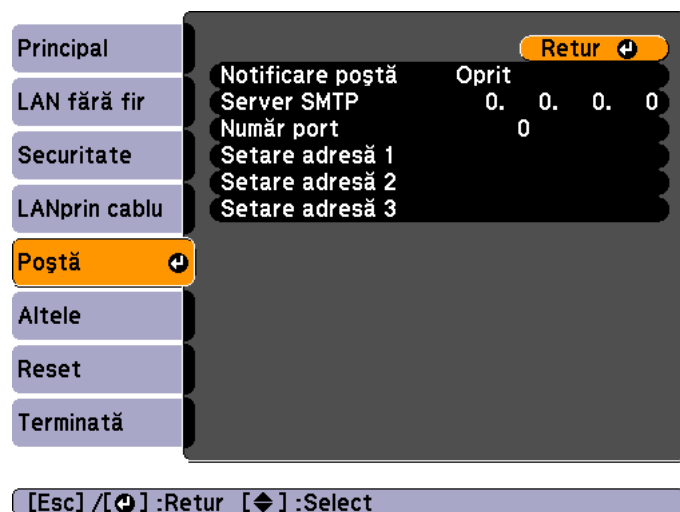 Principal
LAN fără fir
Securitate
LANprin cablu
Poştă
Altele
Reset
Terminată
Retur
Notificare poştă Oprit
Server SMTP 0. 0. 0. 0
Număr port 0
Setare adresă 1
Setare adresă 2
Setare adresă 3
[Esc] /[⏎] :Retur [◆] :Select